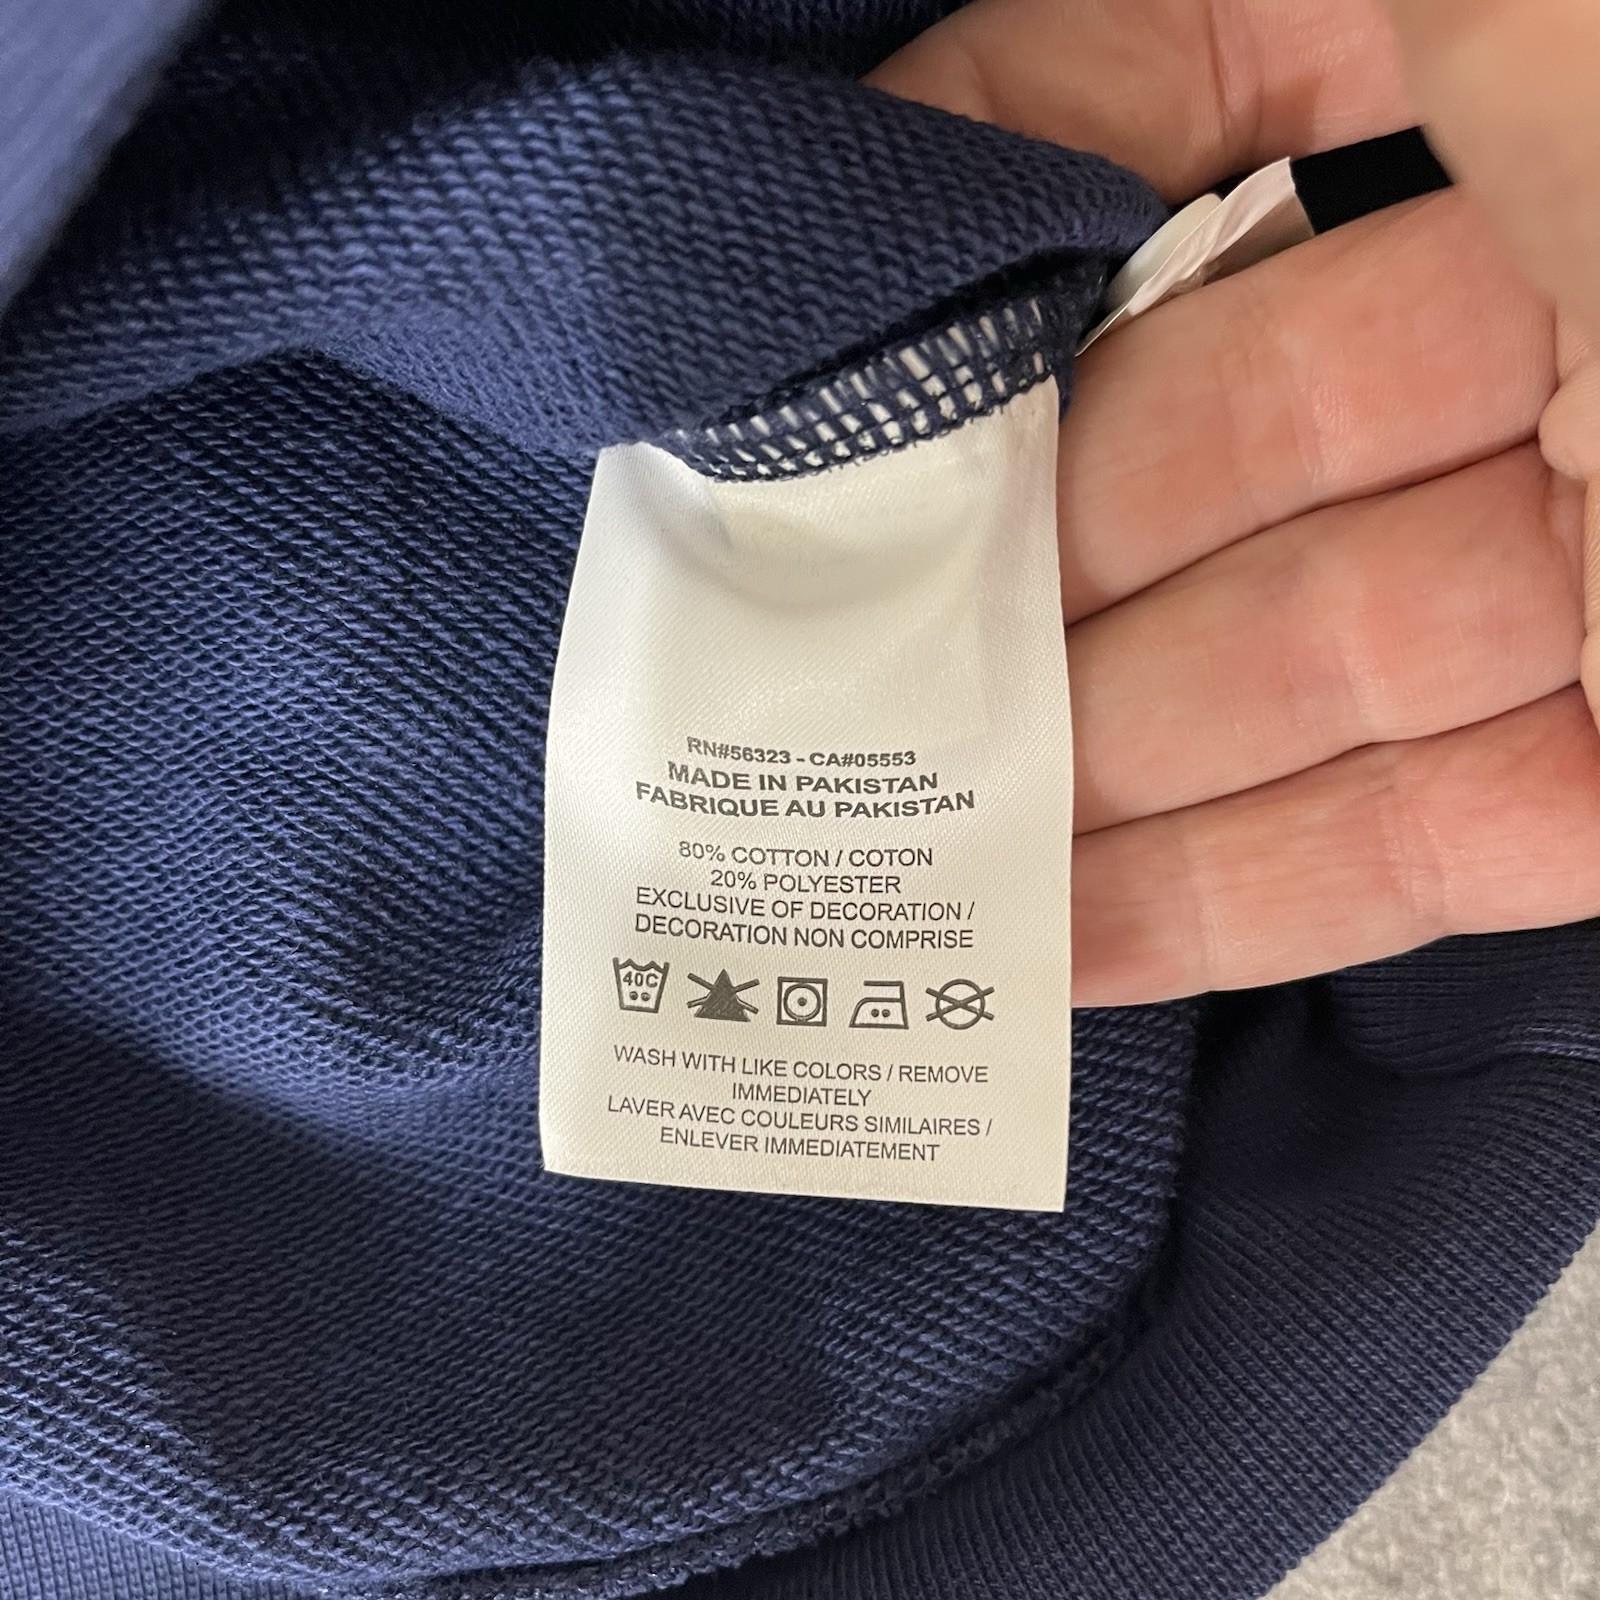 RN#56323 - CA#05553
MADE IN PAKISTAN
FABRIQUE AU PAKISTAN
80% COTTON / COTON
20% POLYESTER
EXCLUSIVE OF DECORATION /
DECORATION NON COMPRISE
40C
WASH WITH LIKE COLORS / REMOVE
IMMEDIATELY
LAVER AVEC COULEURS SIMILAIRES /
ENLEVER IMMEDIATEMENT